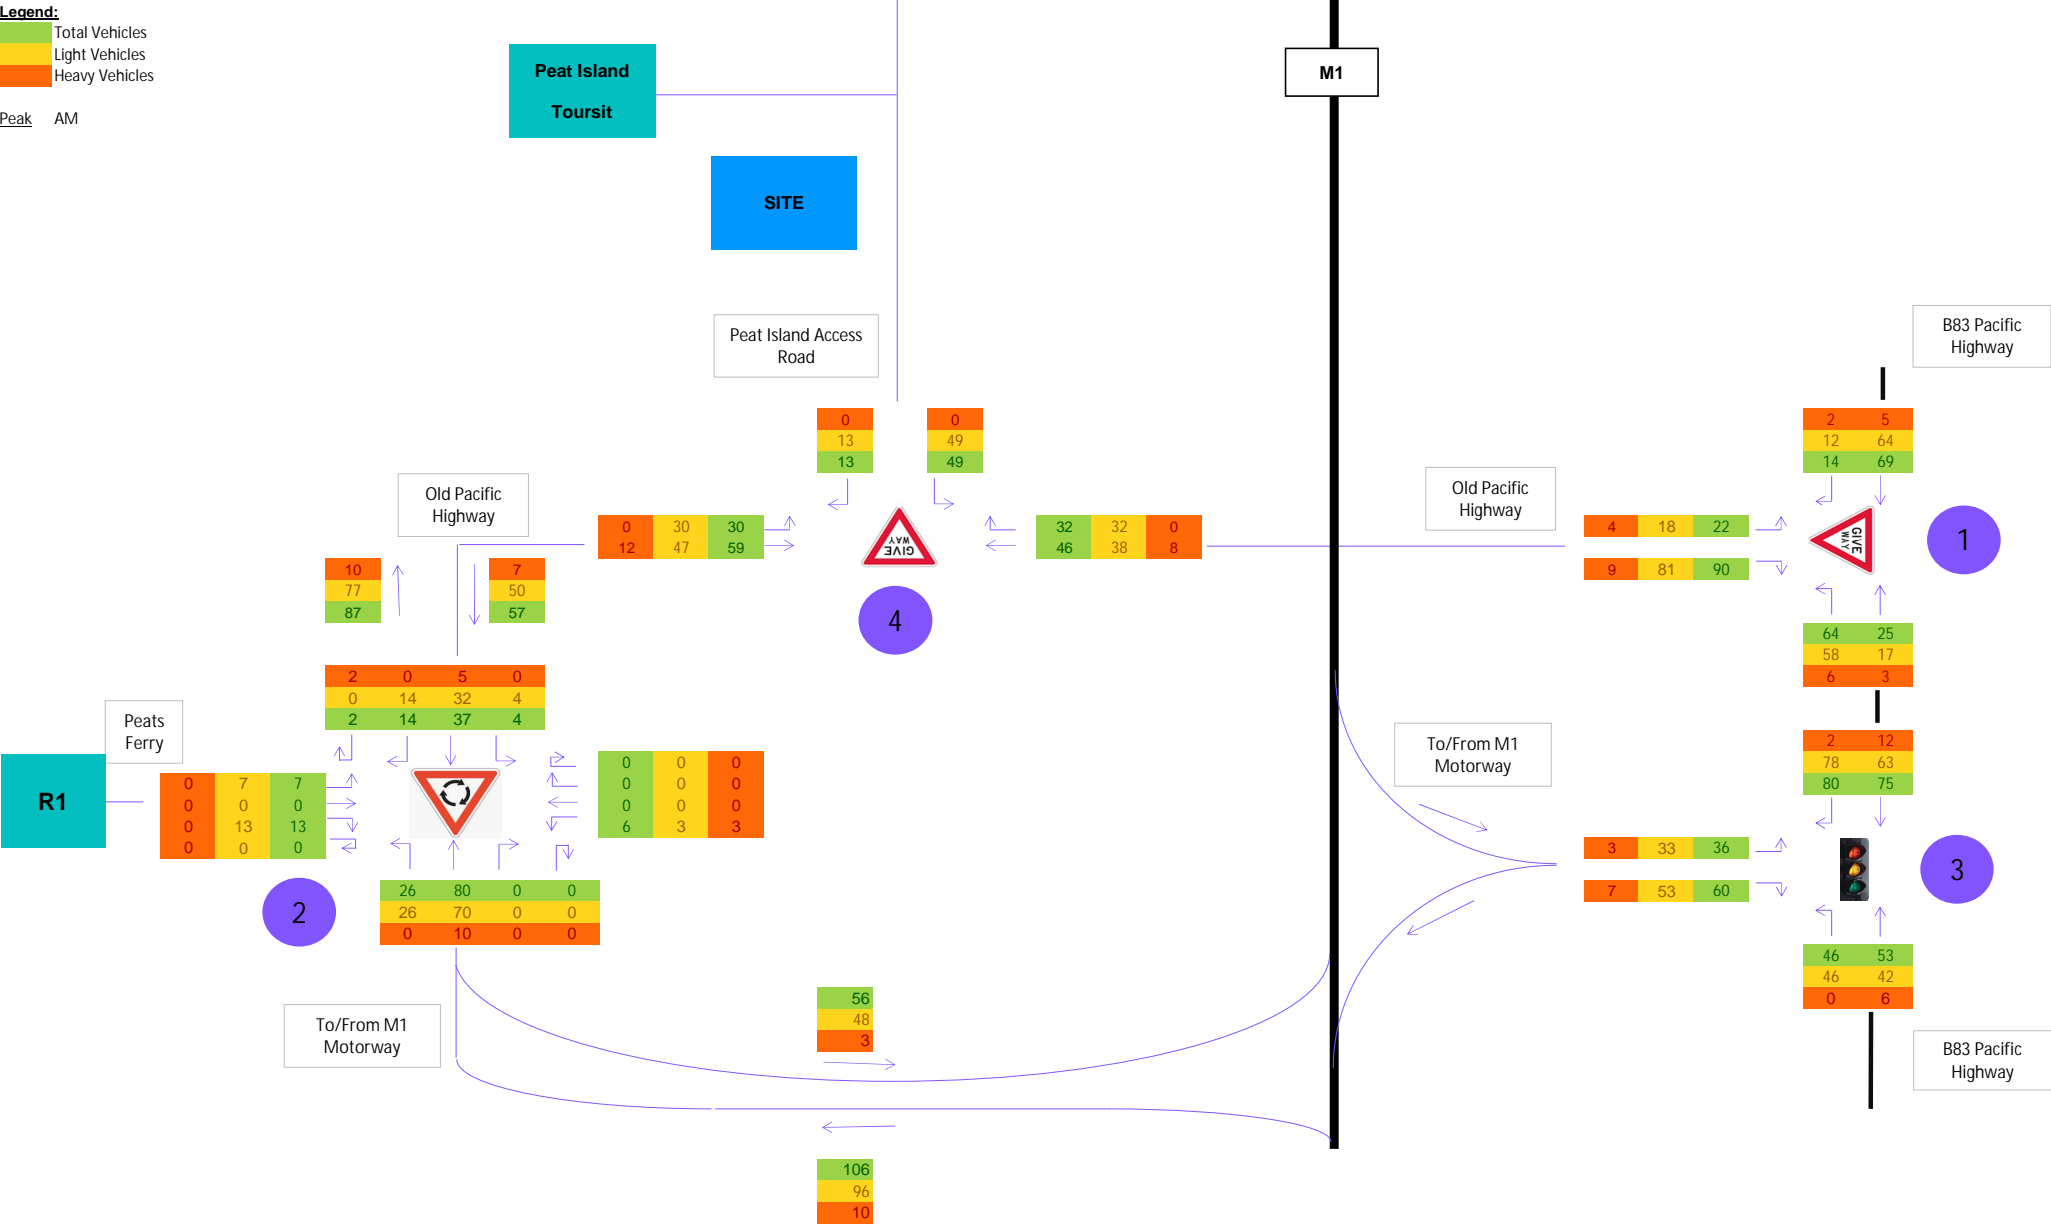 Legend:
Total Vehicles
Light Vehicles
Heavy Vehicles
Peak AM
Peat Island
Toursit
SITE
M1
Peat Island Access
Road
B83 Pacific
Highway
0 0
13 49
13 49
2 5
12 64
14 69
Old Pacific
Highway
Old Pacific
Highway
0 30 30
12 47 59
32 32 0
46 38 8
GIVE
WAY
4
4 18 22
9 81 90
GIVE
WAY
1
64 25
58 17
6 3
10 7
77 50
87 57
2 0 5 0
0 14 32 4
2 14 37 4
Peats
Ferry
R1
0 7 7
0 0 0
0 13 13
0 0 0
0 0 0
0 0 0
0 0 0
6 3 3
2
26 80 0 0
26 70 0 0
0 10 0 0
To/From M1
Motorway
2 12
78 63
80 75
3 33 36
7 53 60
3
46 53
46 42
0 6
To/From M1
Motorway
56
48
3
B83 Pacific
Highway
106
96
10